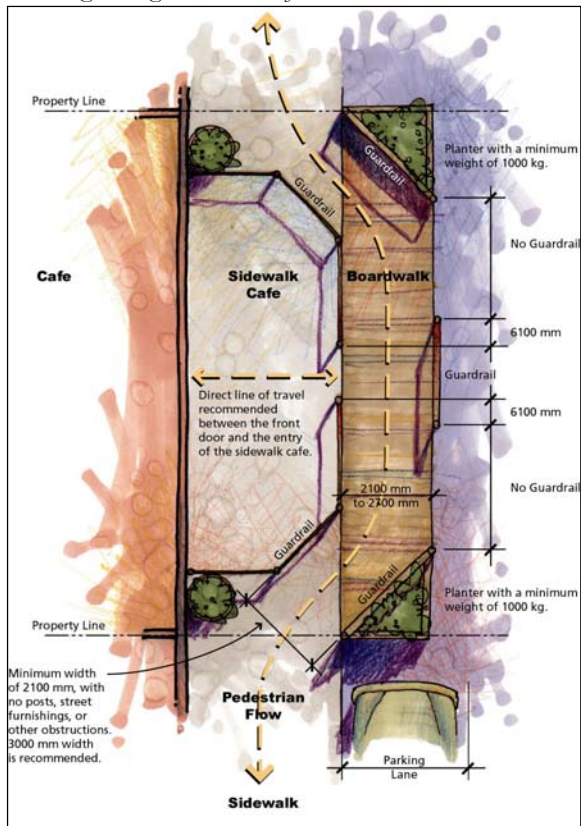 Property Line
Guardrail
Planter with a minimum
weight of 1000 kg.
Guardrail
No Guardrail
Cafe
Sidewalk
Cafe
Boardwalk
6100 mm
Guardrail
Direct line of travel
recommended
between the front
door and the entry
of the sidewalk cafe.
6100 mm
2100 mm
to 2700 mm
No Guardrail
Guardrail
Guardrail
Planter with a minimum
weight of 1000 kg.
Property Line
Minimum width
of 2100 mm, with
no posts, street
furnishings, or
other obstructions.
3000 mm width
is recommended.
Pedestrian
Flow
Parking
Lane
Sidewalk